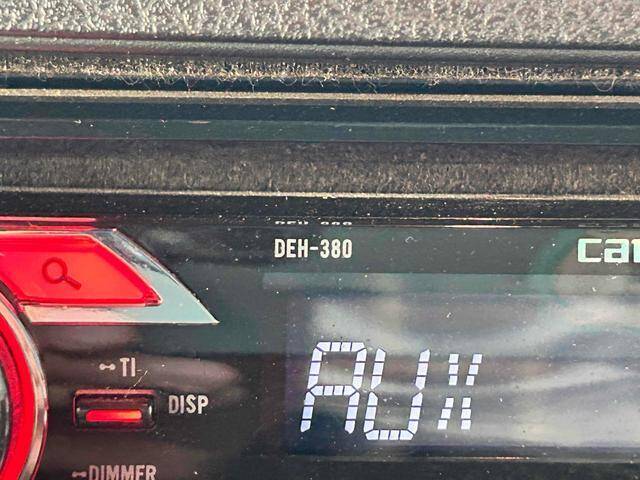 DEH-380
AUX
TI
DISP
DIMMER